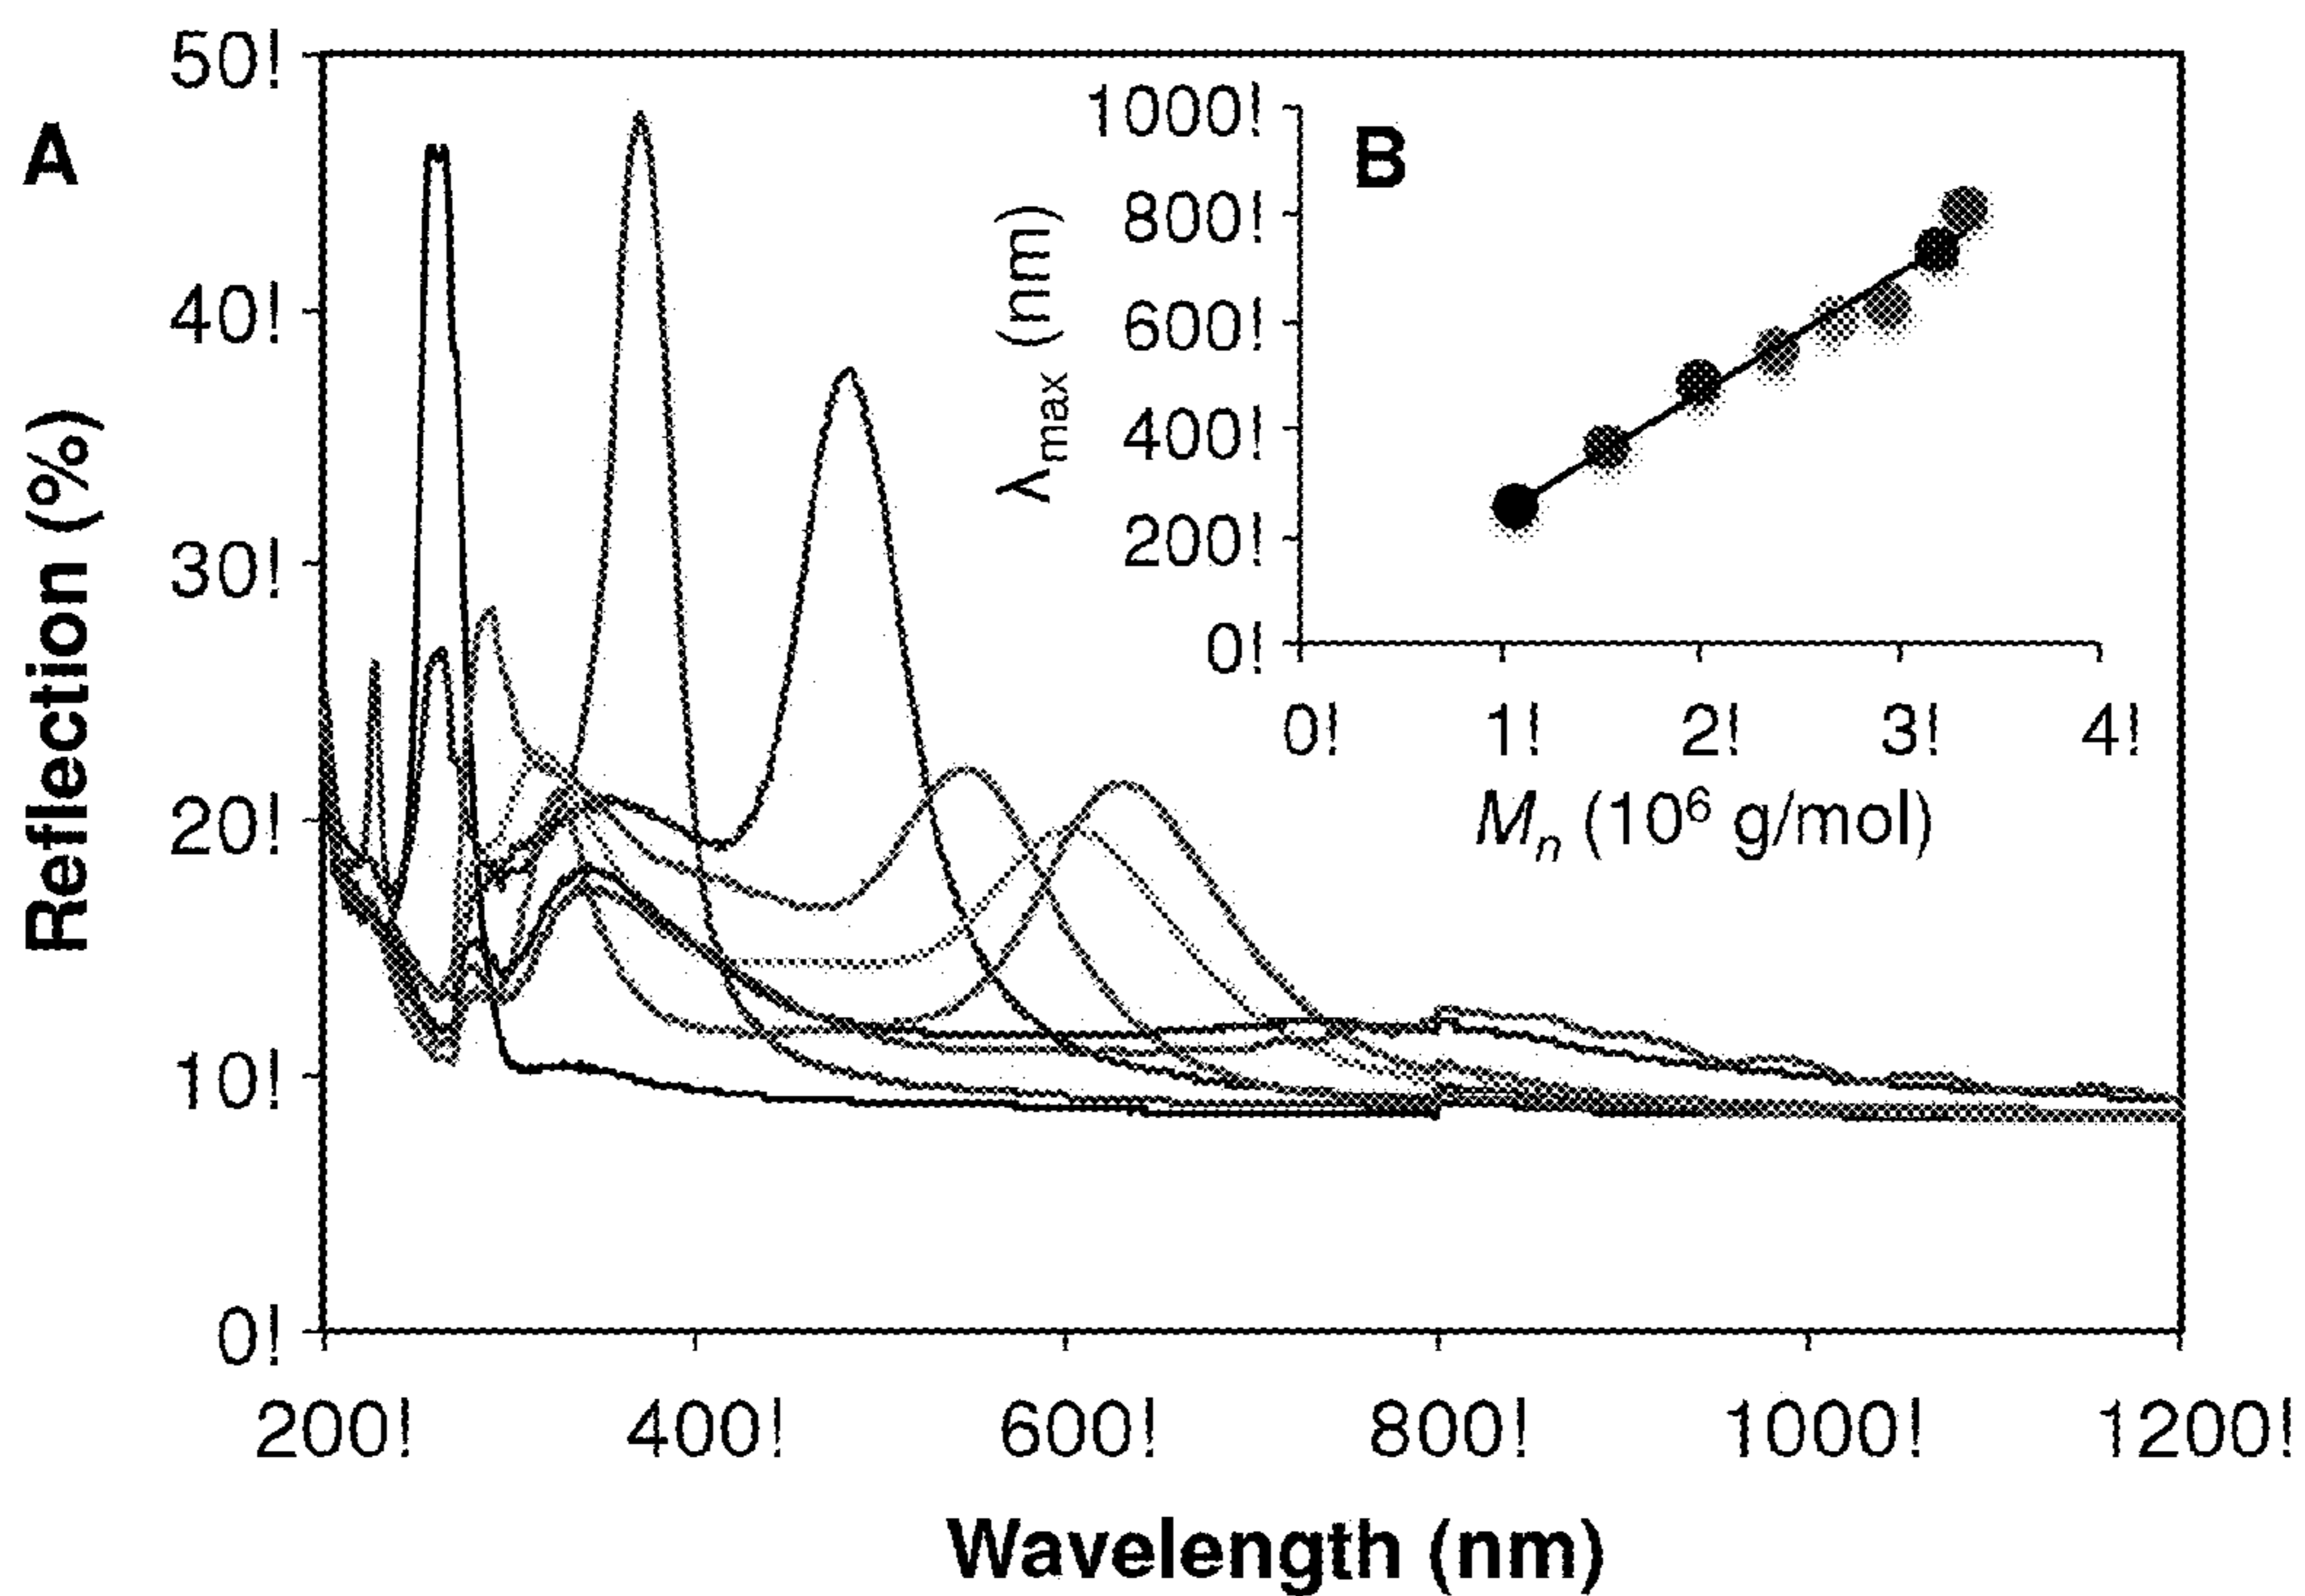 A
Reflection (%)
50!
40!
30!
20!
10!
0!
200! 400! 600! 800! 1000! 1200!
Wavelength (nm)
B
λmax (nm)
1000!
800!
600!
400!
200!
0!
0! 1! 2! 3! 4!
Mn (10⁶ g/mol)